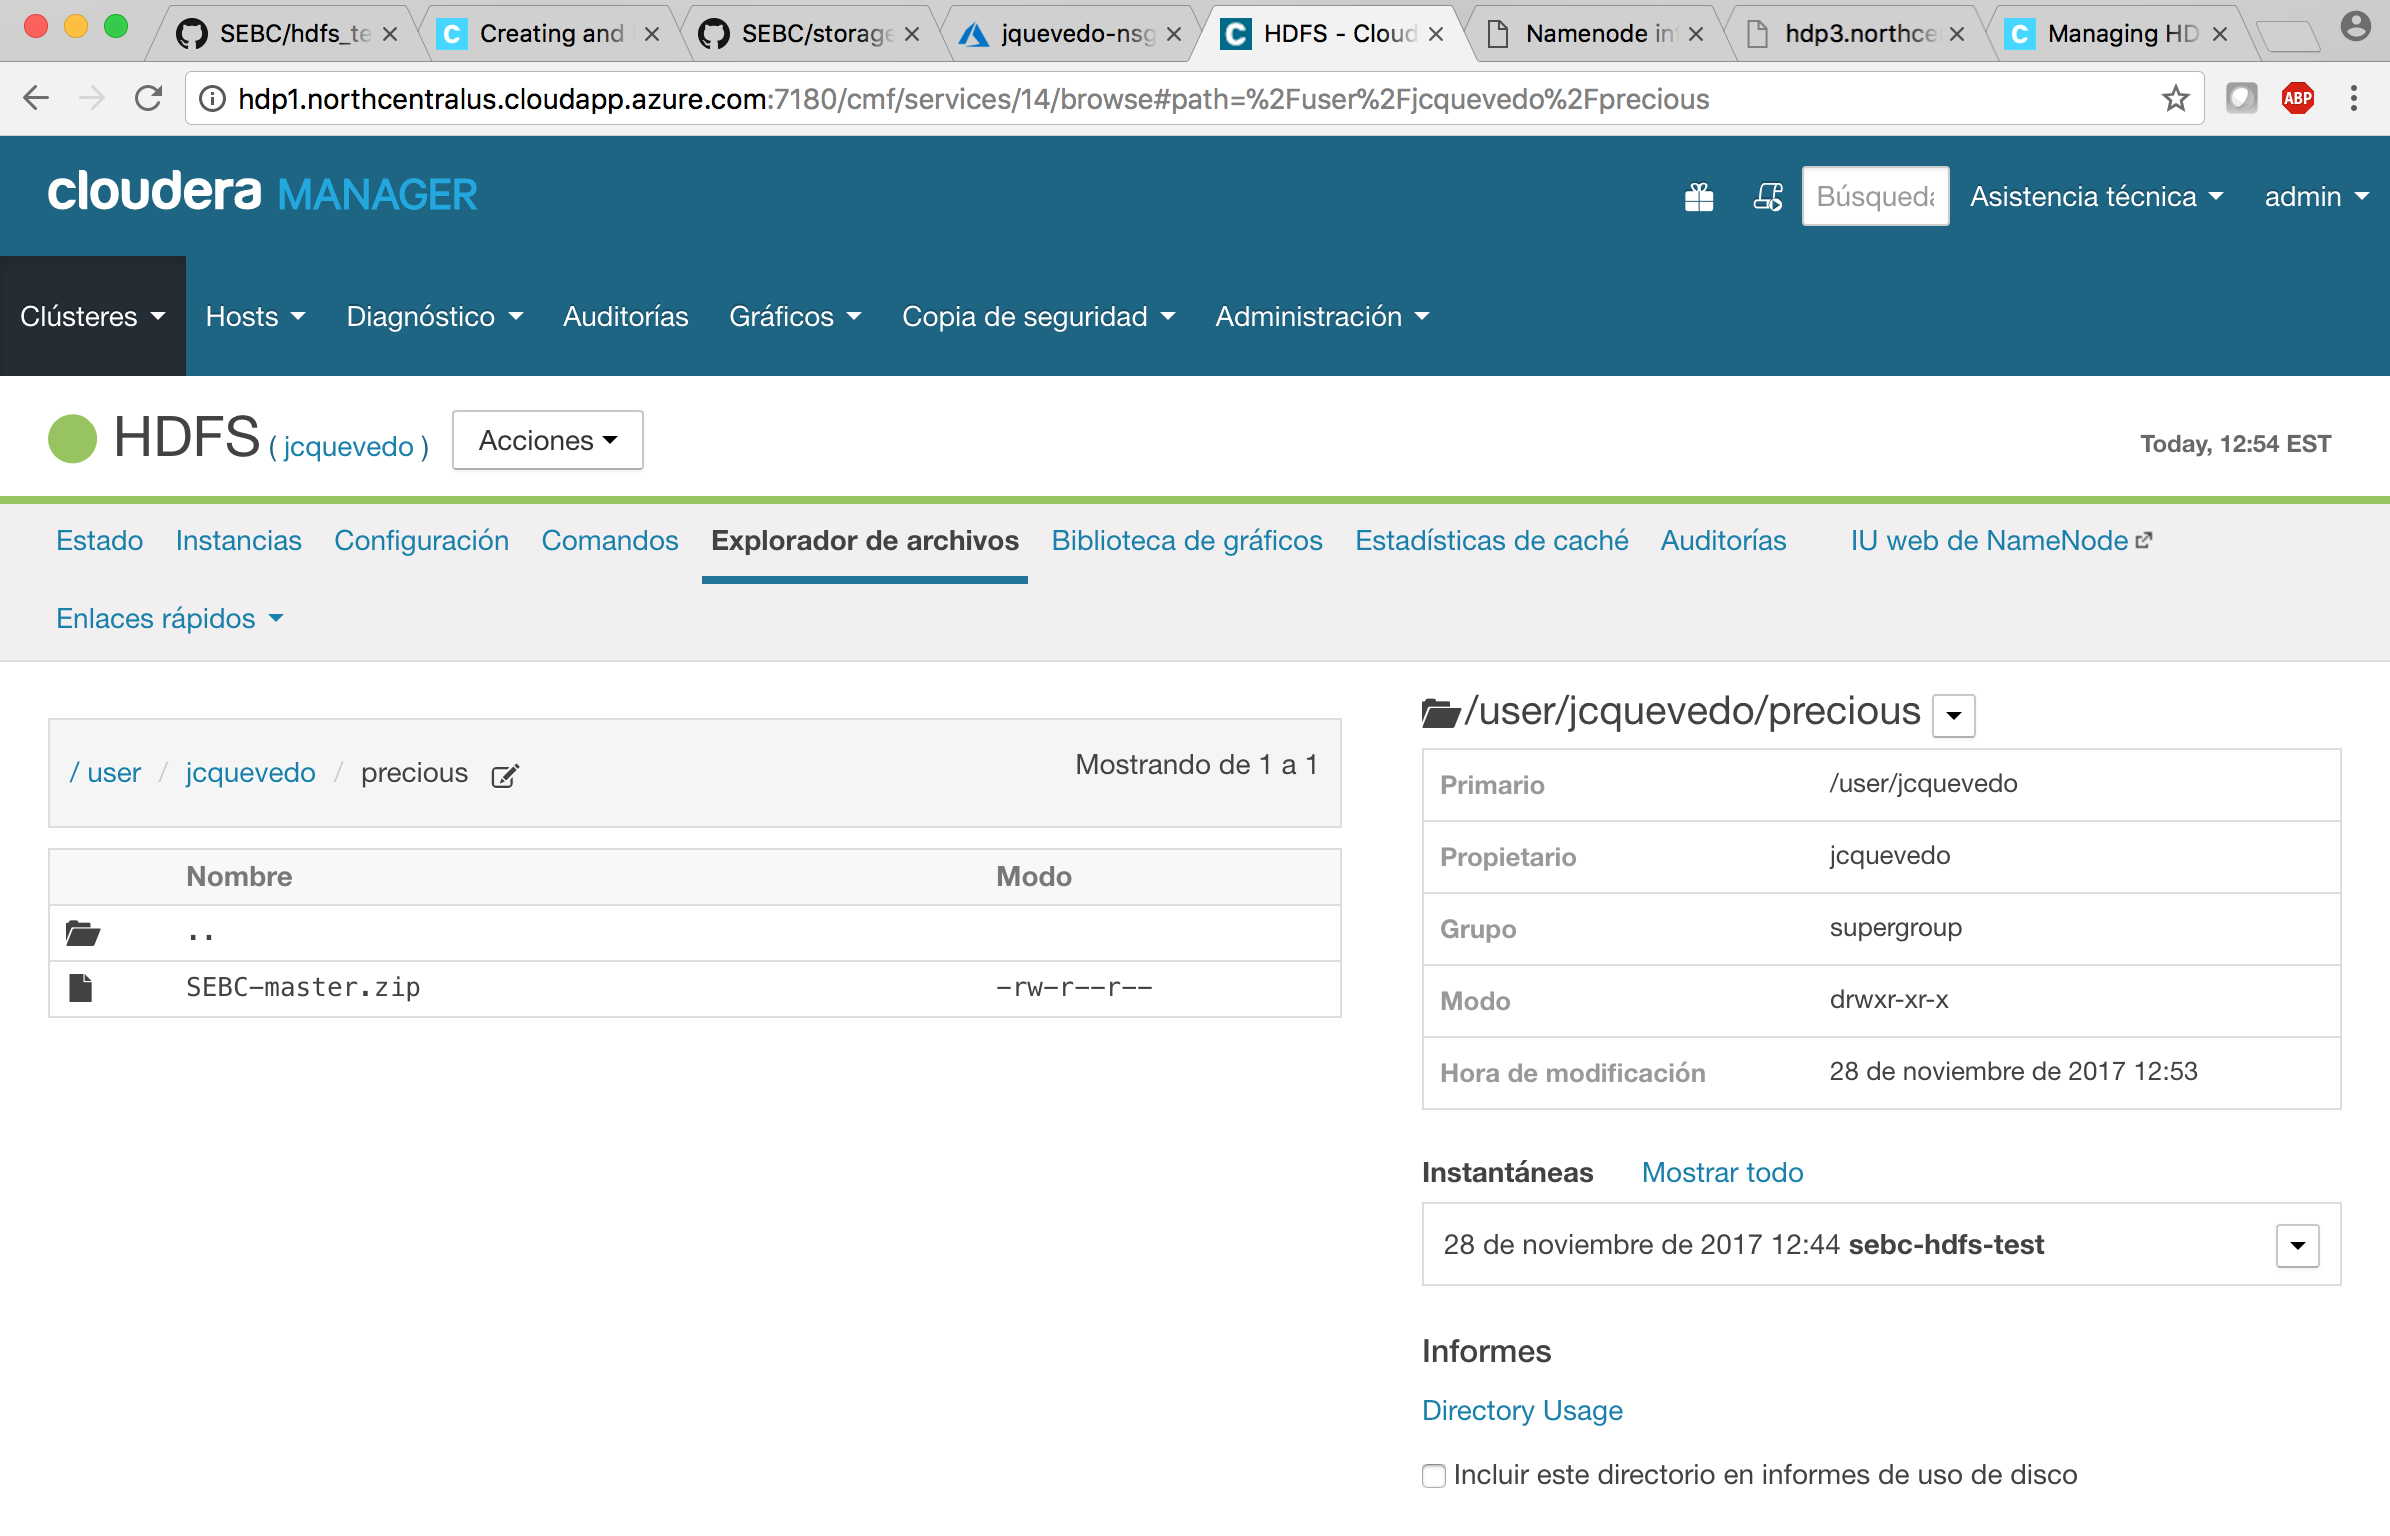 SEBC/hdfs_te
Creating and
SEBC/storage
jquevedo-nsg
HDFS - Cloud
Namenode in
hdp3.northce
Managing HD
hdp1.northcentralus.cloudapp.azure.com:7180/cmf/services/14/browse#path=%2Fuser%2Fjcquevedo%2Fprecious
ABP
cloudera MANAGER
Búsqueda
Asistencia técnica
admin
Clústeres
Hosts
Diagnóstico
Auditorías
Gráficos
Copia de seguridad
Administración
HDFS ( jcquevedo )
Acciones
Today, 12:54 EST
Estado
Instancias
Configuración
Comandos
Explorador de archivos
Biblioteca de gráficos
Estadísticas de caché
Auditorías
IU web de NameNode
Enlaces rápidos
/ user / jcquevedo / precious
Mostrando de 1 a 1
Nombre Modo
..
SEBC-master.zip -rw-r--r--
/user/jcquevedo/precious
Primario /user/jcquevedo
Propietario jcquevedo
Grupo supergroup
Modo drwxr-xr-x
Hora de modificación 28 de noviembre de 2017 12:53
Instantáneas Mostrar todo
28 de noviembre de 2017 12:44 sebc-hdfs-test
Informes
Directory Usage
Incluir este directorio en informes de uso de disco